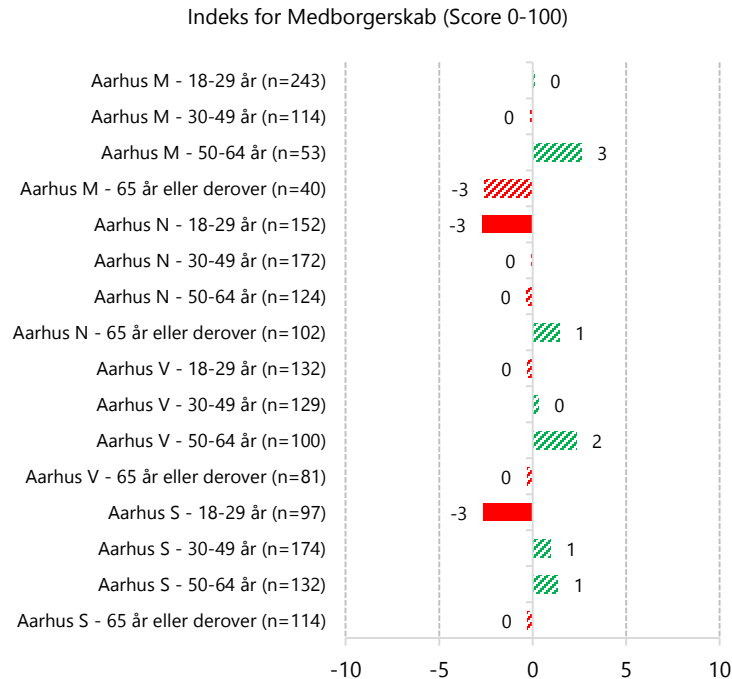 Indeks for Medborgerskab (Score 0-100)
Aarhus M - 18-29 år (n=243) 0
Aarhus M - 30-49 år (n=114) 0
Aarhus M - 50-64 år (n=53) 3
Aarhus M - 65 år eller derover (n=40) -3
Aarhus N - 18-29 år (n=152) -3
Aarhus N - 30-49 år (n=172) 0
Aarhus N - 50-64 år (n=124) 0
Aarhus N - 65 år eller derover (n=102) 1
Aarhus V - 18-29 år (n=132) 0
Aarhus V - 30-49 år (n=129) 0
Aarhus V - 50-64 år (n=100) 2
Aarhus V - 65 år eller derover (n=81) 0
Aarhus S - 18-29 år (n=97) -3
Aarhus S - 30-49 år (n=174) 1
Aarhus S - 50-64 år (n=132) 1
Aarhus S - 65 år eller derover (n=114) 0
-10 -5 0 5 10